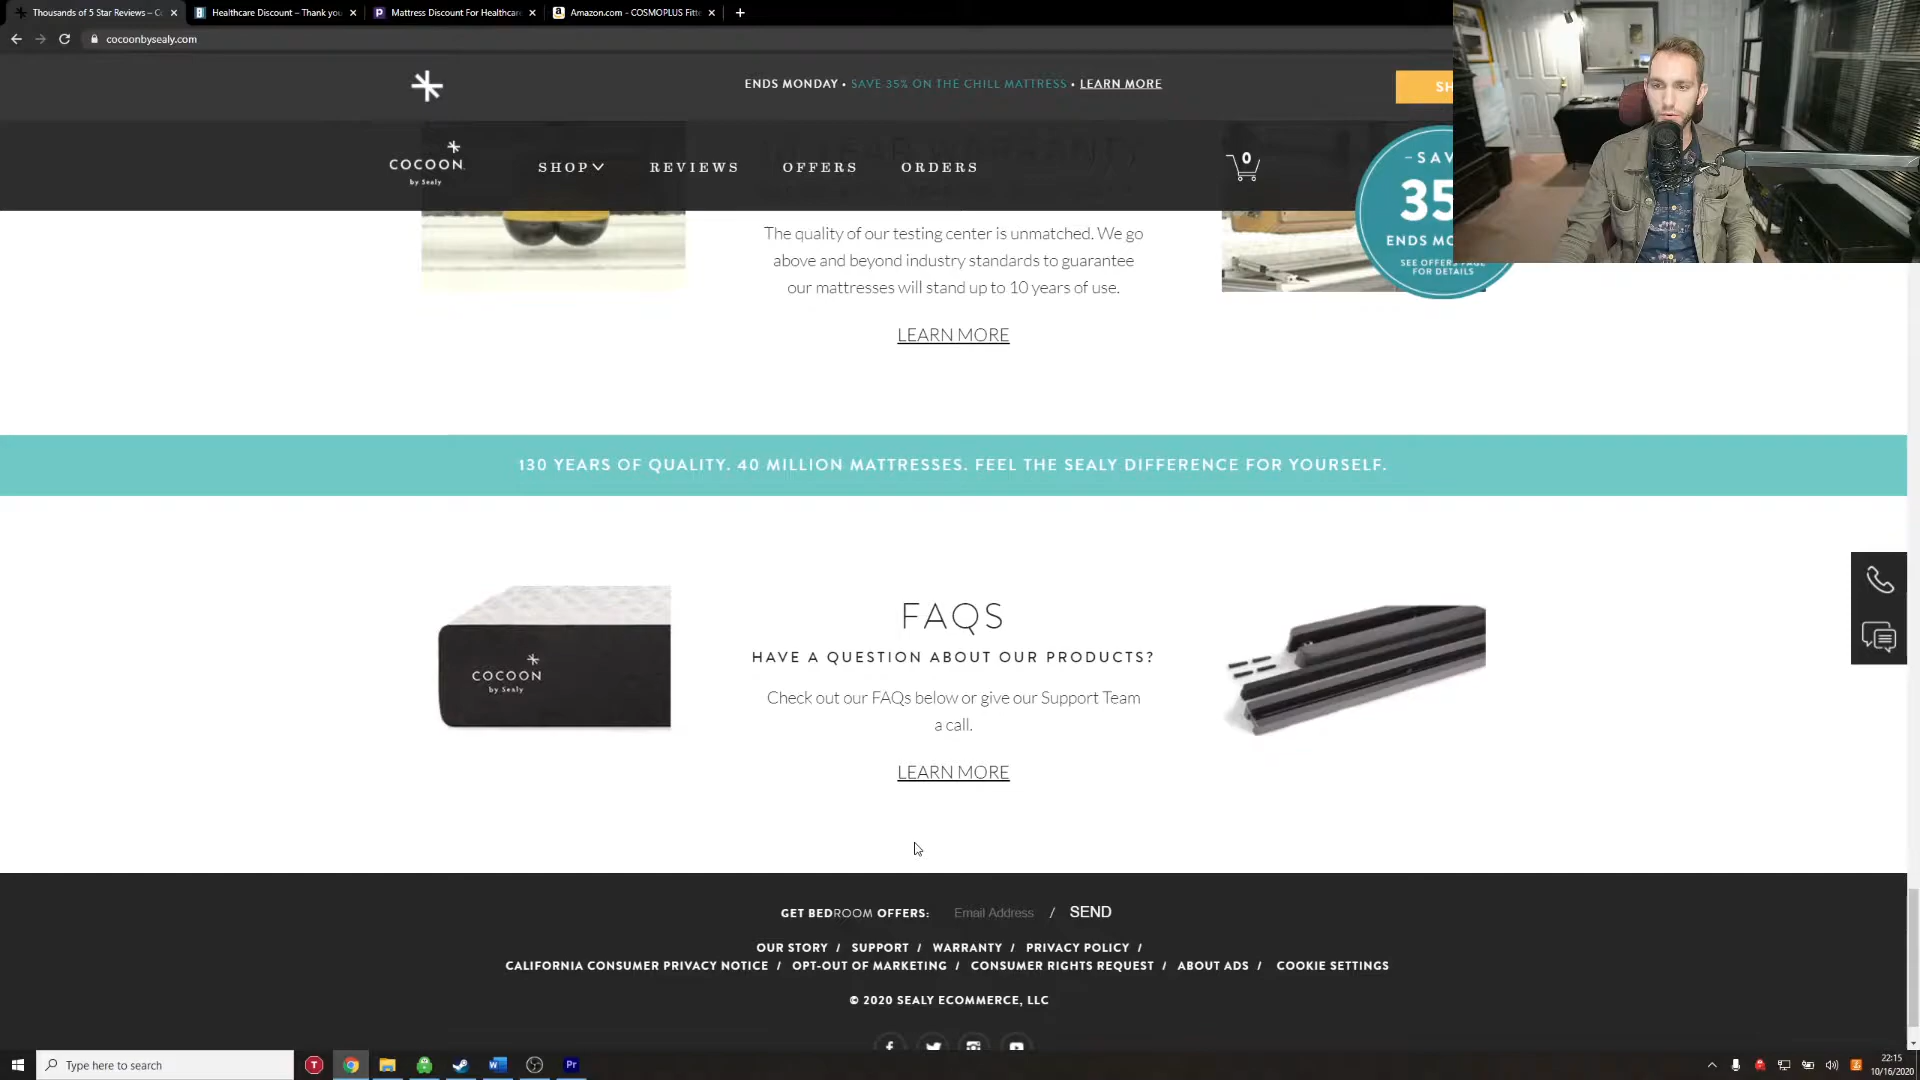 Thousands of 5 Star Reviews – C
Healthcare Discount – Thank you
Mattress Discount For Healthcare
Amazon.com - COSMOPLUS Fitte
cocoonbysealy.com
ENDS MONDAY • SAVE 35% ON THE CHILL MATTRESS • LEARN MORE
SH
COCOON
by Sealy
SHOP
REVIEWS
OFFERS
ORDERS
0
– SAV
35
ENDS MO
SEE OFFERS PAGE
FOR DETAILS
The quality of our testing center is unmatched. We go
above and beyond industry standards to guarantee
our mattresses will stand up to 10 years of use.
LEARN MORE
130 YEARS OF QUALITY. 40 MILLION MATTRESSES. FEEL THE SEALY DIFFERENCE FOR YOURSELF.
COCOON
by Sealy
FAQS
HAVE A QUESTION ABOUT OUR PRODUCTS?
Check out our FAQs below or give our Support Team
a call.
LEARN MORE
GET BEDROOM OFFERS: Email Address / SEND
OUR STORY / SUPPORT / WARRANTY / PRIVACY POLICY /
CALIFORNIA CONSUMER PRIVACY NOTICE / OPT-OUT OF MARKETING / CONSUMER RIGHTS REQUEST / ABOUT ADS / COOKIE SETTINGS
© 2020 SEALY ECOMMERCE, LLC
Type here to search
22:15
10/16/2020